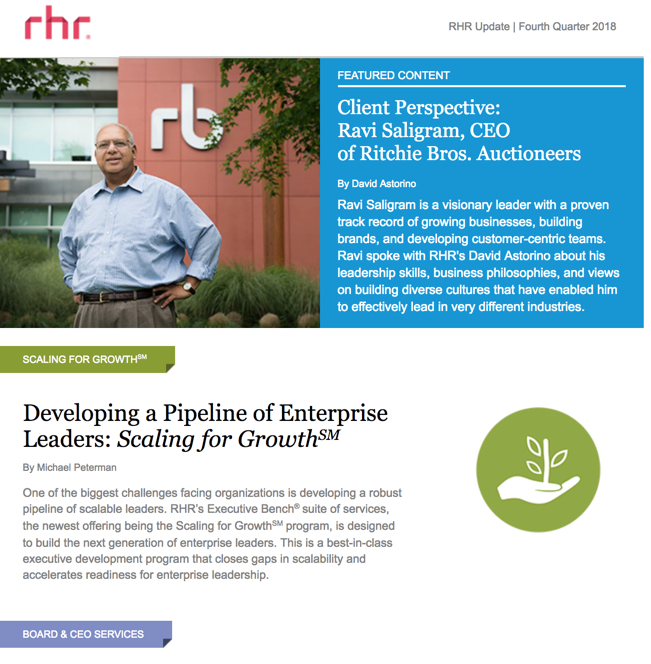 rhr.
RHR Update | Fourth Quarter 2018
rb
FEATURED CONTENT
Client Perspective:
Ravi Saligram, CEO
of Ritchie Bros. Auctioneers
By David Astorino
Ravi Saligram is a visionary leader with a proven
track record of growing businesses, building
brands, and developing customer-centric teams.
Ravi spoke with RHR's David Astorino about his
leadership skills, business philosophies, and views
on building diverse cultures that have enabled him
to effectively lead in very different industries.
SCALING FOR GROWTH℠
Developing a Pipeline of Enterprise
Leaders: Scaling for Growth℠
By Michael Peterman
One of the biggest challenges facing organizations is developing a robust
pipeline of scalable leaders. RHR's Executive Bench® suite of services,
the newest offering being the Scaling for Growth℠ program, is designed
to build the next generation of enterprise leaders. This is a best-in-class
executive development program that closes gaps in scalability and
accelerates readiness for enterprise leadership.
BOARD & CEO SERVICES